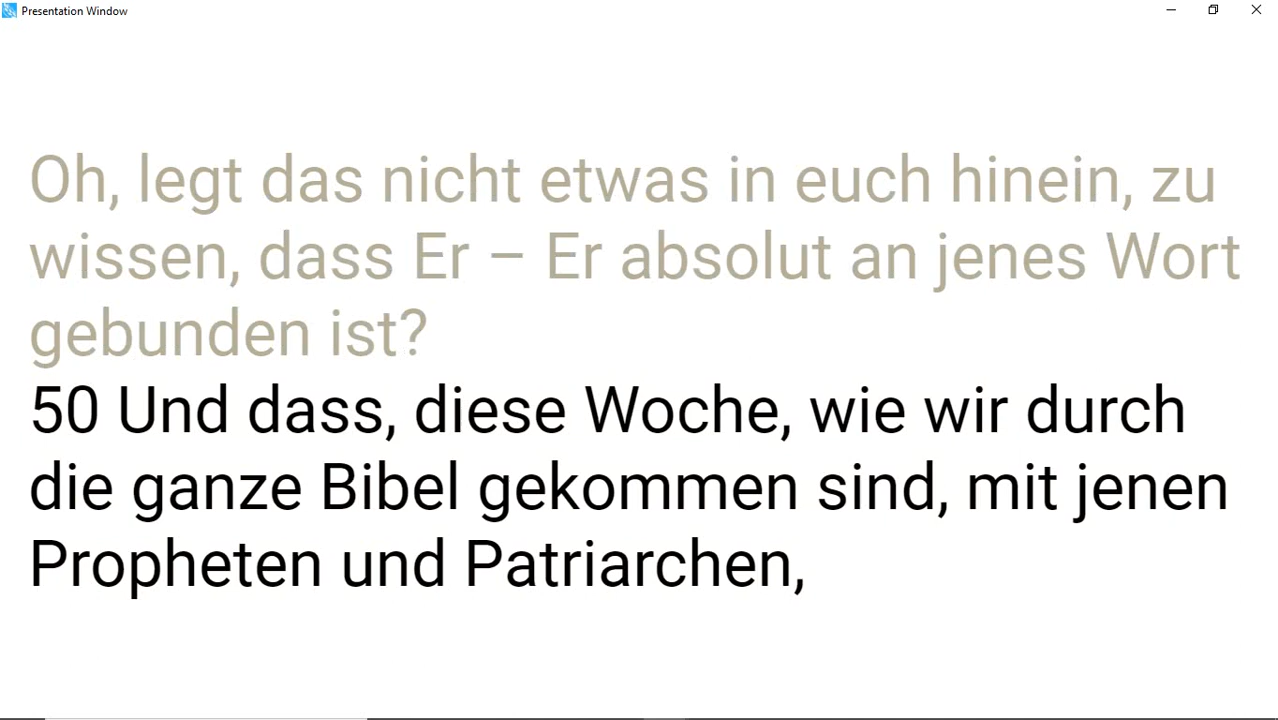 Presentation Window
Oh, legt das nicht etwas in euch hinein, zu
wissen, dass Er – Er absolut an jenes Wort
gebunden ist?
50 Und dass, diese Woche, wie wir durch
die ganze Bibel gekommen sind, mit jenen
Propheten und Patriarchen,